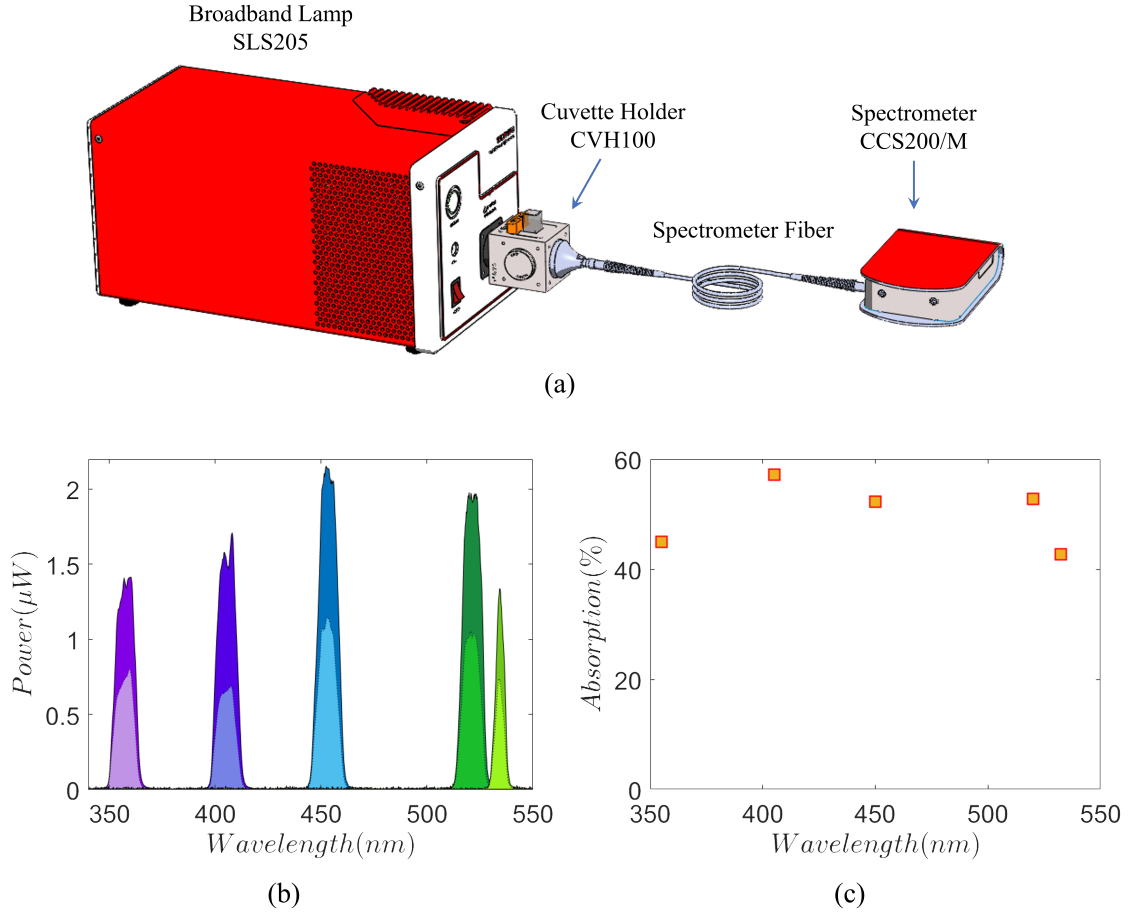 Broadband Lamp
SLS205
Cuvette Holder
CVH100
Spectrometer
CCS200/M
Spectrometer Fiber
(a)
2
1.5
1
0.5
0
Power(μW)
350
400
450
500
550
Wavelength(nm)
(b)
60
40
20
0
Absorption(%)
350
400
450
500
550
Wavelength(nm)
(c)